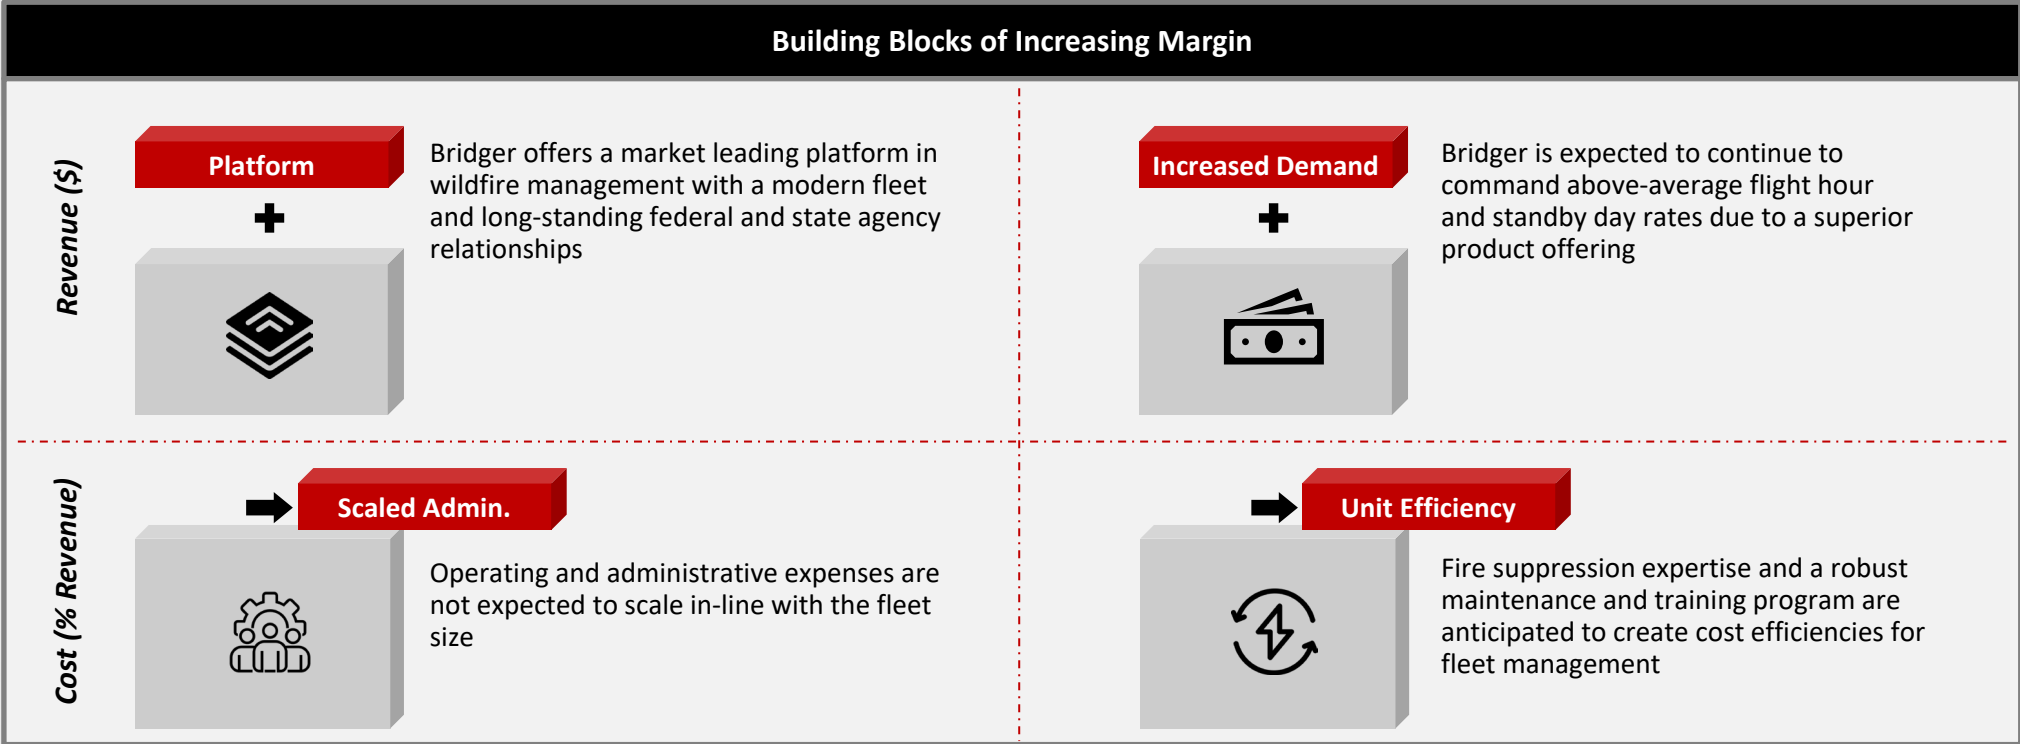 Building Blocks of Increasing Margin
Revenue ($)
Platform
Bridger offers a market leading platform in
wildfire management with a modern fleet
and long-standing federal and state agency
relationships
Increased Demand
Bridger is expected to continue to
command above-average flight hour
and standby day rates due to a superior
product offering
Cost (% Revenue)
Scaled Admin.
Operating and administrative expenses are
not expected to scale in-line with the fleet
size
Unit Efficiency
Fire suppression expertise and a robust
maintenance and training program are
anticipated to create cost efficiencies for
fleet management